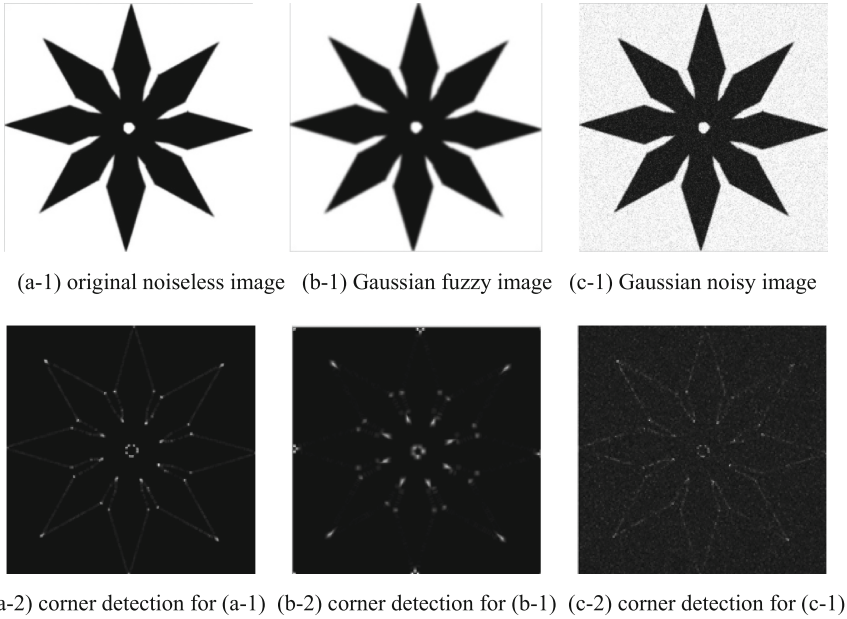 (a-1) original noiseless image (b-1) Gaussian fuzzy image (c-1) Gaussian noisy image
a-2) corner detection for (a-1) (b-2) corner detection for (b-1) (c-2) corner detection for (c-1)